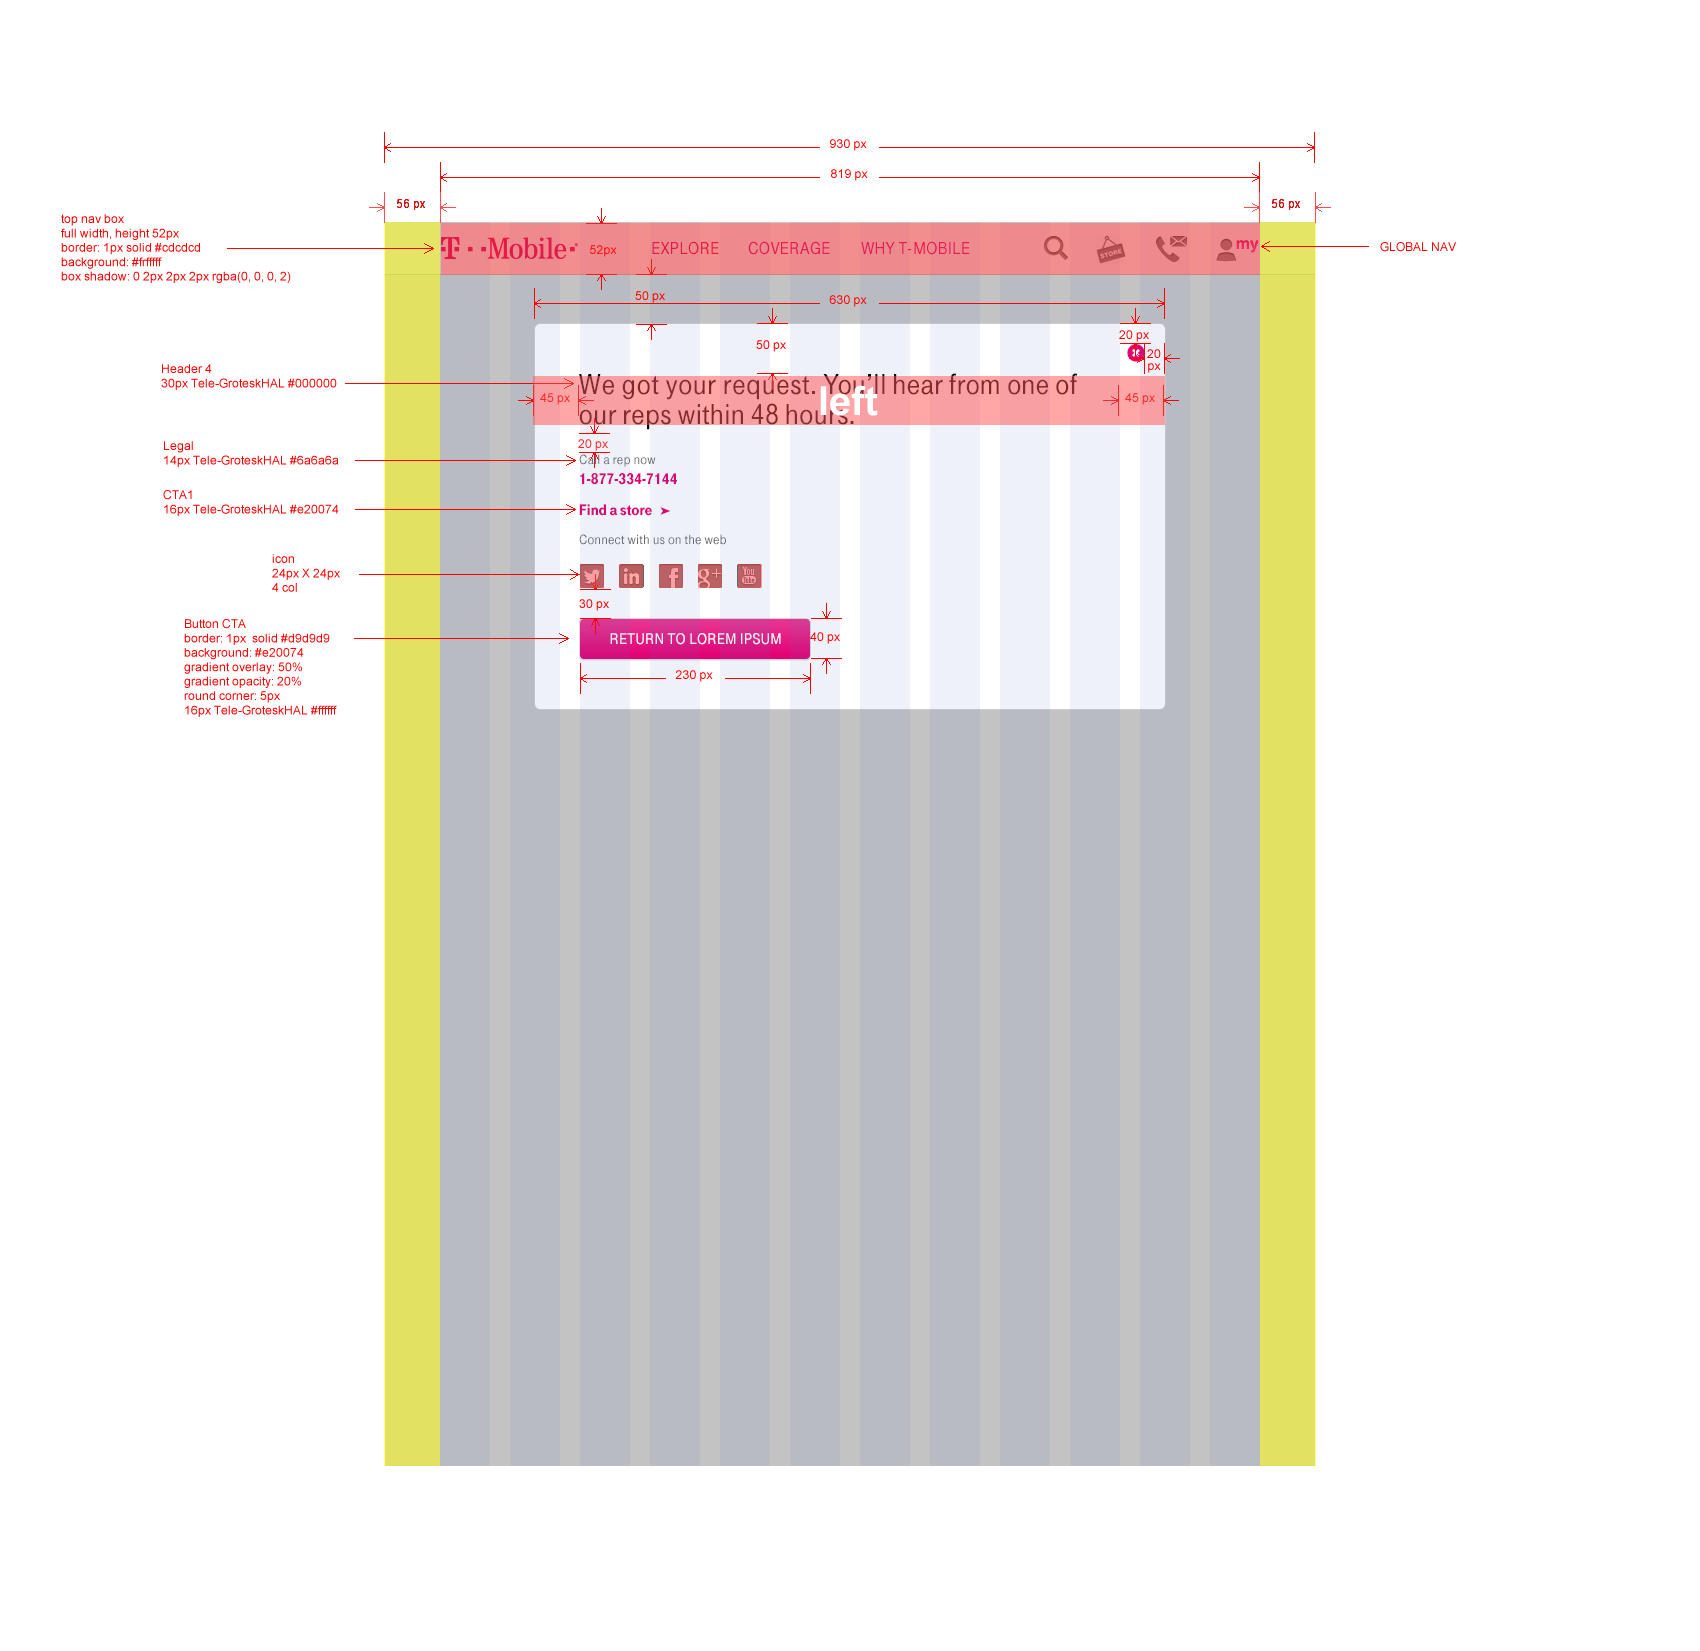 930 px
819 px
56 px
56 px
top nav box
full width, height 52px
border: 1px solid #cdcdcd
background: #frfffff
box shadow: 0 2px 2px 2px rgba(0, 0, 0, 2)
T Mobile
52px
EXPLORE
COVERAGE
WHY T-MOBILE
STORE
my
GLOBAL NAV
50 px
630 px
50 px
20 px
20
px
Header 4
30px Tele-GroteskHAL #000000
We got your request. You'll hear from one of
our reps within 48 hours.
left
45 px
45 px
20 px
Legal
14px Tele-GroteskHAL #6a6a6a
Call a rep now
1-877-334-7144
CTA1
16px Tele-GroteskHAL #e20074
Find a store
Connect with us on the web
icon
24px X 24px
4 col
in
f
g+
You
Tube
30 px
Button CTA
border: 1px  solid #d9d9d9
background: #e20074
gradient overlay: 50%
gradient opacity: 20%
round corner: 5px
16px Tele-GroteskHAL #ffffff
RETURN TO LOREM IPSUM
40 px
230 px